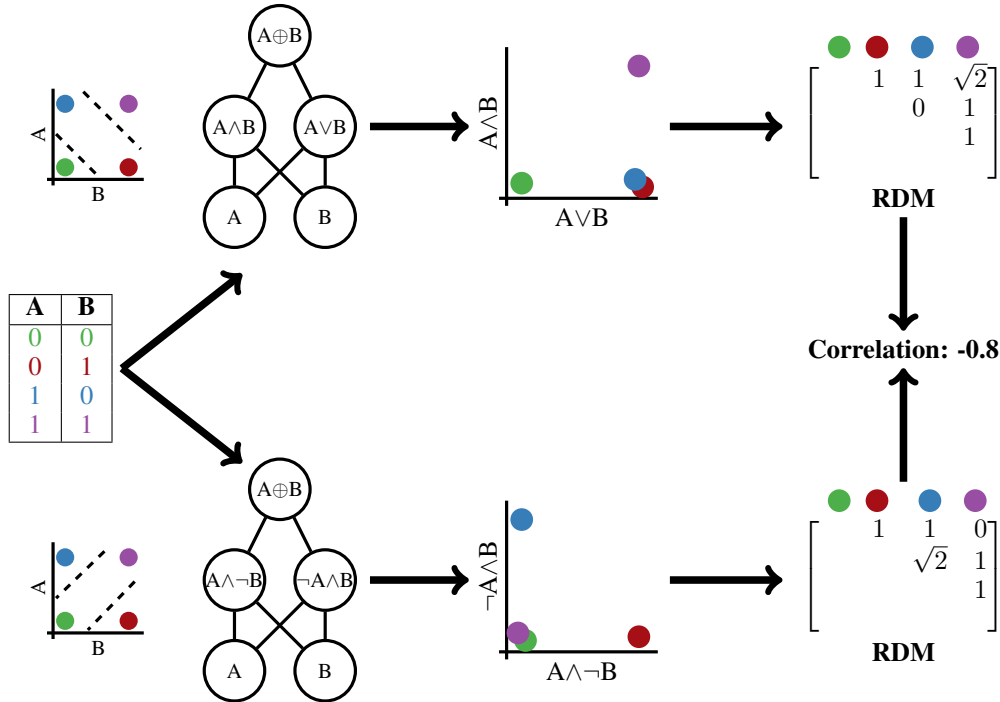 A⊕B
A∧B
A∨B
A
B
A
B
A∧B
A∨B
1 1 √2
0 1
1
RDM
A B
0 0
0 1
1 0
1 1
Correlation: -0.8
A⊕B
A∧¬B
¬A∧B
A
B
A
B
¬A∧B
A∧¬B
1 1 0
√2 1
1
RDM